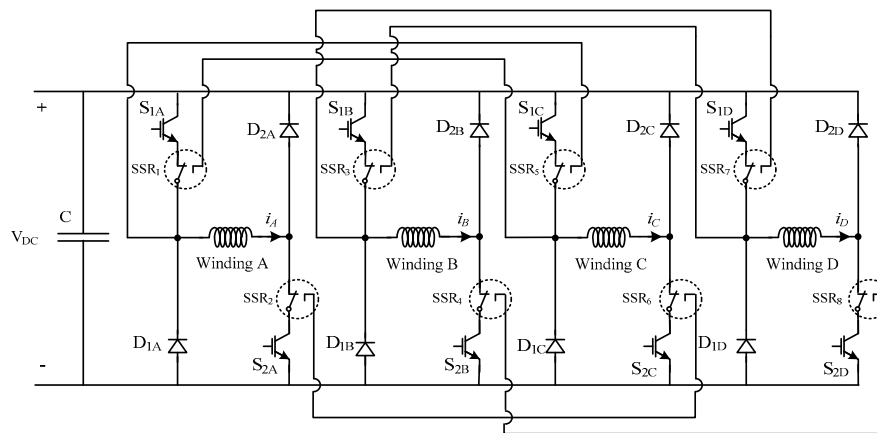 +
S1A
D2A
S1B
D2B
S1C
D2C
S1D
D2D
SSR1
SSR3
SSR5
SSR7
C
VDC
iA
iB
iC
iD
Winding A
Winding B
Winding C
Winding D
SSR2
SSR4
SSR6
SSR8
D1A
D1B
D1C
D1D
-
S2A
S2B
S2C
S2D